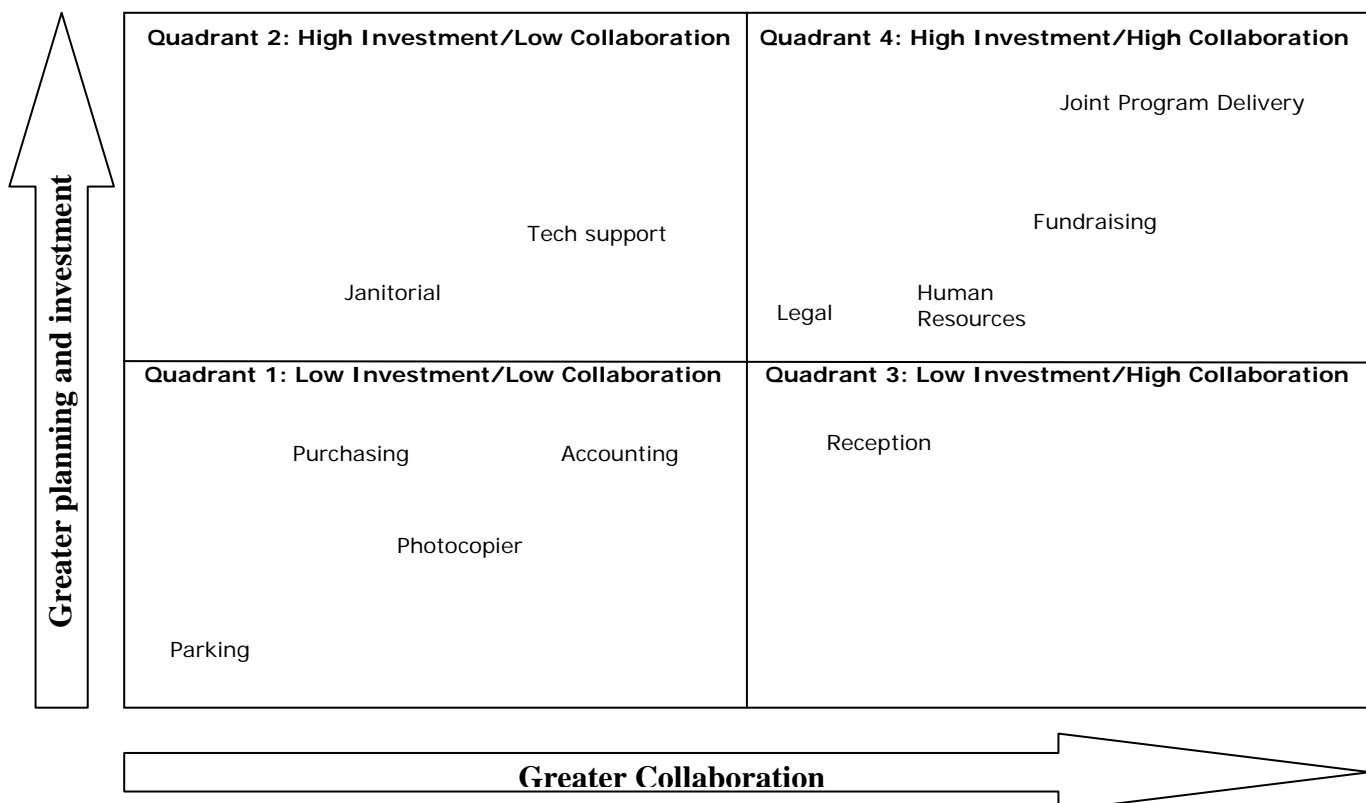 Quadrant 2: High Investment/Low Collaboration
Quadrant 4: High Investment/High Collaboration
Joint Program Delivery
Fundraising
Tech support
Janitorial
Human
Resources
Legal
Quadrant 1: Low Investment/Low Collaboration
Quadrant 3: Low Investment/High Collaboration
Purchasing
Accounting
Reception
Photocopier
Parking
Greater planning and investment
Greater Collaboration